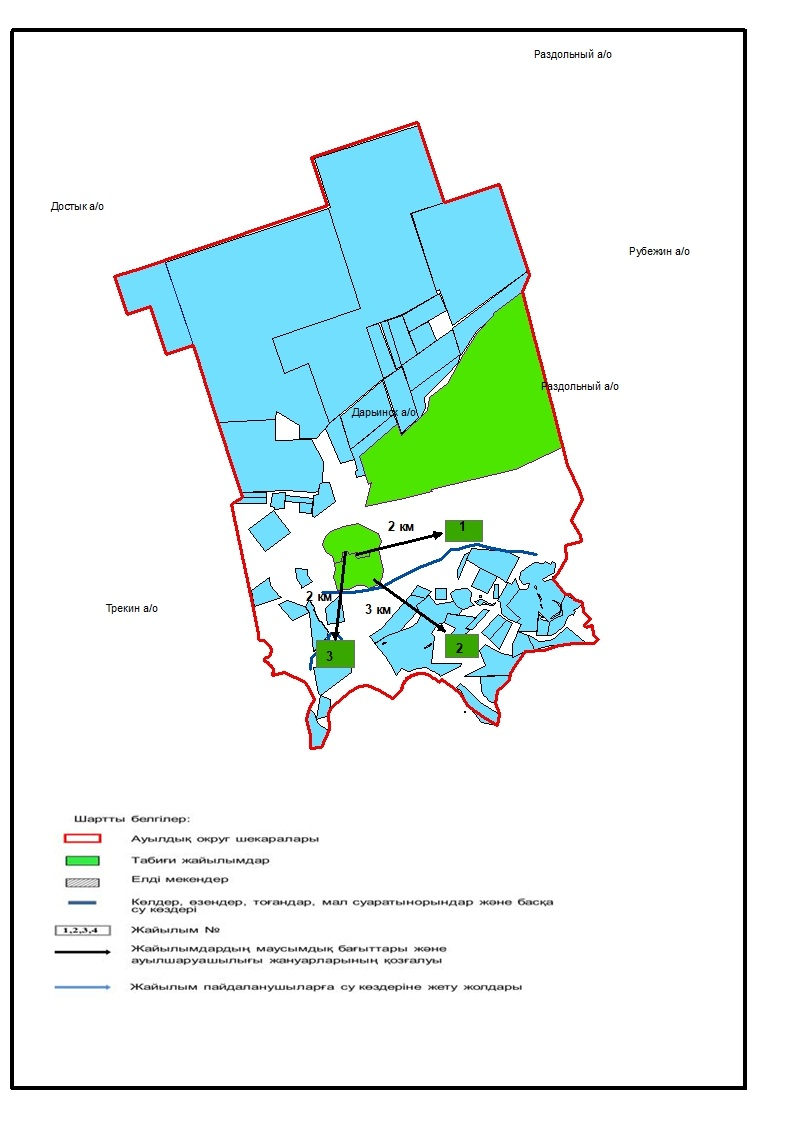 Раздольный а/о
Достык а/о
Рубежин а/о
Раздольный а/о
Дарьинск а/о
2 км
1
2 км
3 км
Трекин а/о
2
3
Шартты белгілер:
Ауылдық округ шекаралары
Табиғи жайылымдар
Елді мекендер
Көлдер, өзендер, тоғандар, мал суаратынорындар және басқа
су көздері
1,2,3,4
Жайылым №
Жайылымдардың маусымдық бағыттары және
ауылшаруашылығы жануарларының қозғалуы
Жайылым пайдаланушыларға су көздеріне жету жолдары